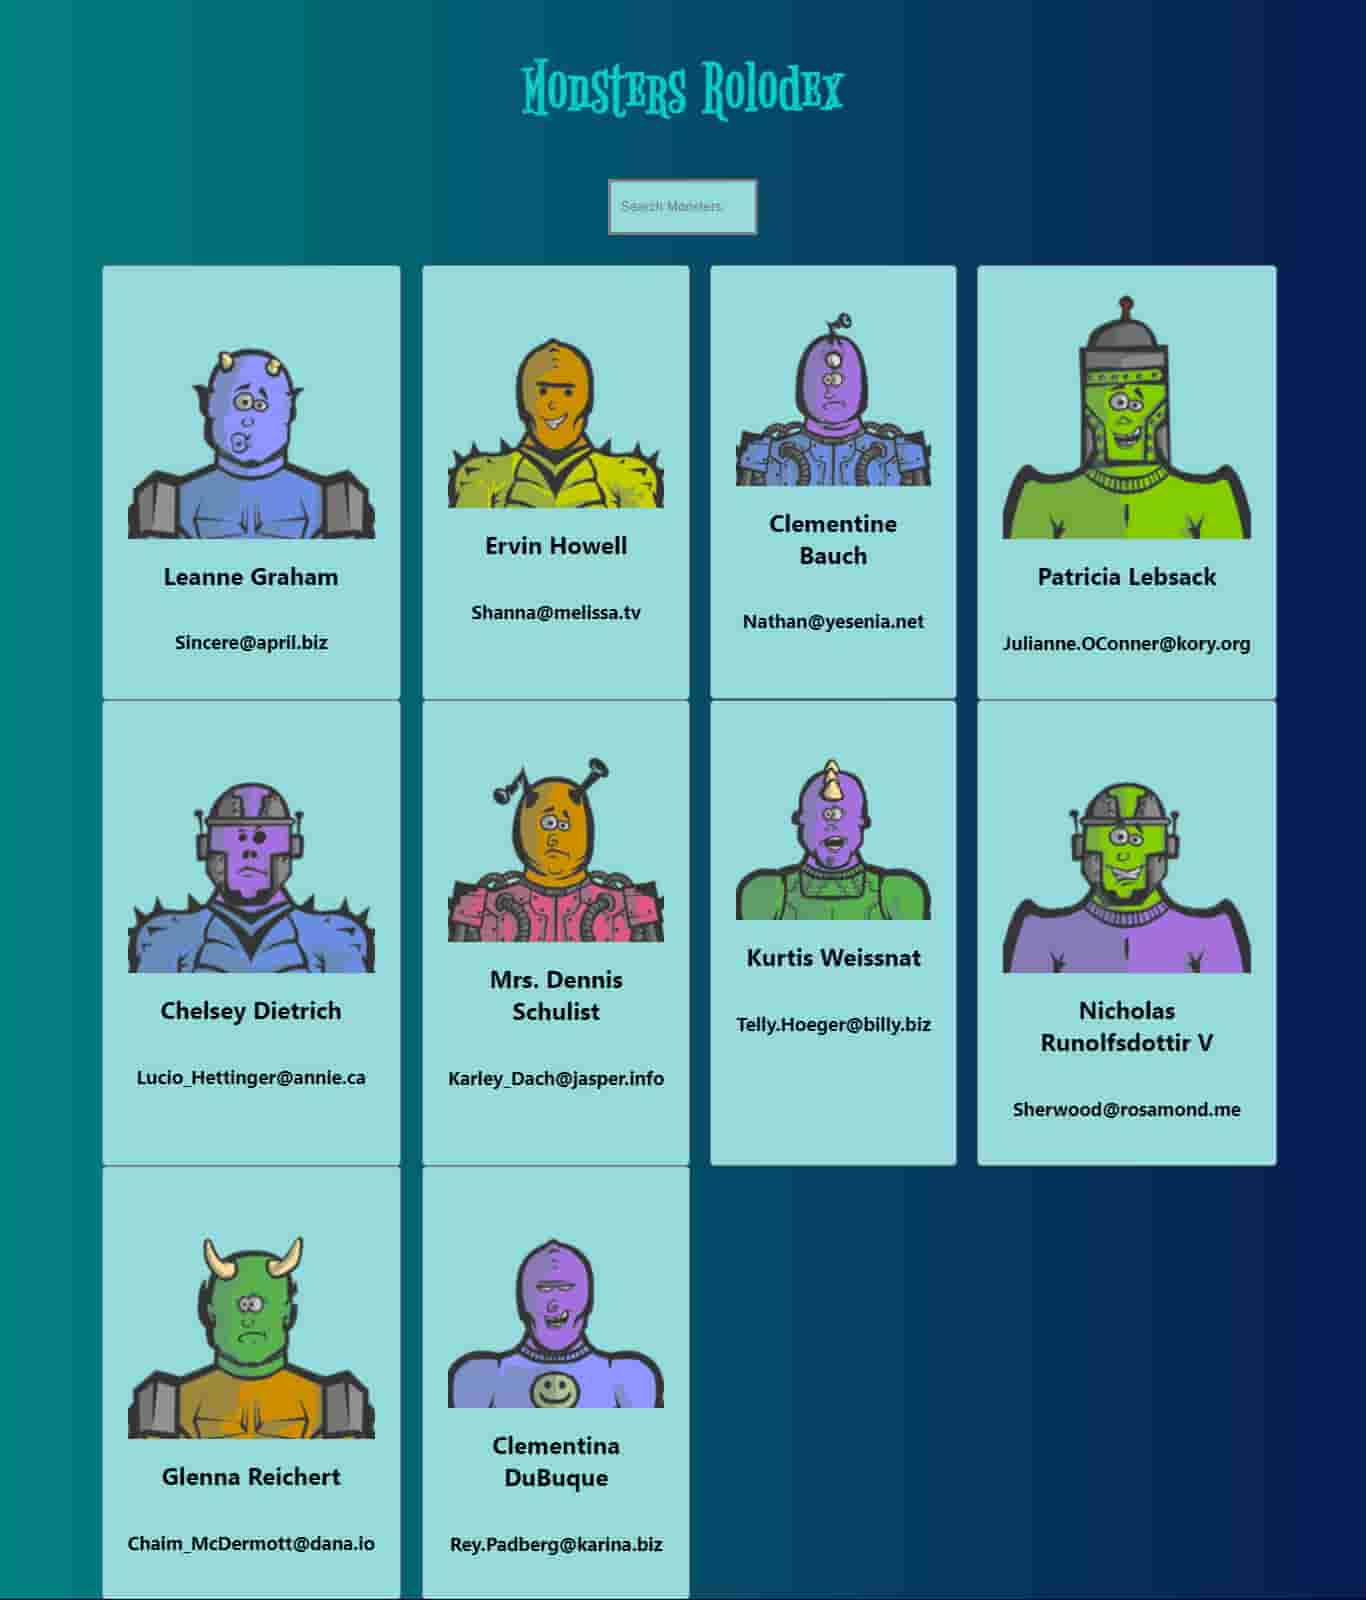 Monsters Rolodex
Search Monsters
Leanne Graham
Sincere@april.biz
Ervin Howell
Shanna@melissa.tv
Clementine
Bauch
Nathan@yesenia.net
Patricia Lebsack
Julianne.OConner@kory.org
Chelsey Dietrich
Lucio_Hettinger@annie.ca
Mrs. Dennis
Schulist
Karley_Dach@jasper.info
Kurtis Weissnat
Telly.Hoeger@billy.biz
Nicholas
Runolfsdottir V
Sherwood@rosamond.me
Glenna Reichert
Chaim_McDermott@dana.io
Clementina
DuBuque
Rey.Padberg@karina.biz